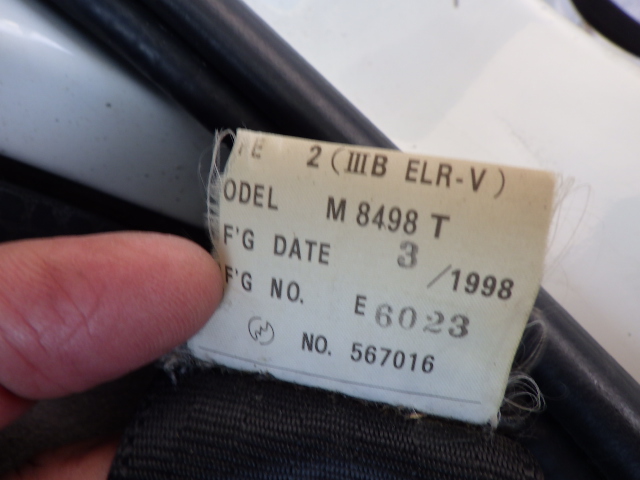 E 2 (IIIB ELR-V)
ODEL M 8498 T
F'G DATE 3 /1998
F'G NO. E 6023
NO. 567016